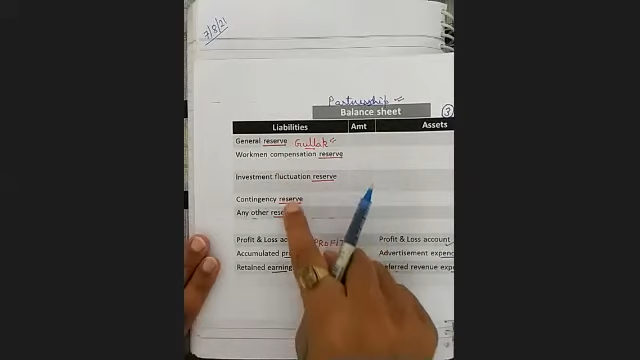 7/8/21
Partnership
Balance sheet 3
Liabilities Amt Assets
General reserve Gullak
Workmen compensation reserve
Investment fluctuation reserve
Contingency reserve
Any other
Profit & Loss PROFIT Profit & Loss account
Accumulated Advertisement
Retained earning Deferred revenue